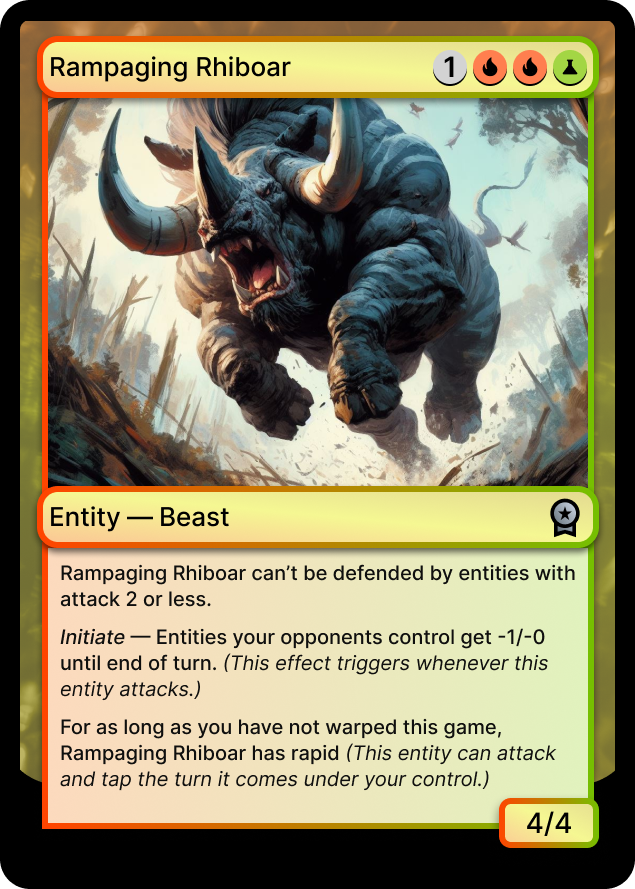 Rampaging Rhiboar 1
Entity — Beast
Rampaging Rhiboar can’t be defended by entities with
attack 2 or less.
Initiate — Entities your opponents control get -1/-0
until end of turn. (This effect triggers whenever this
entity attacks.)
For as long as you have not warped this game,
Rampaging Rhiboar has rapid (This entity can attack
and tap the turn it comes under your control.)
4/4